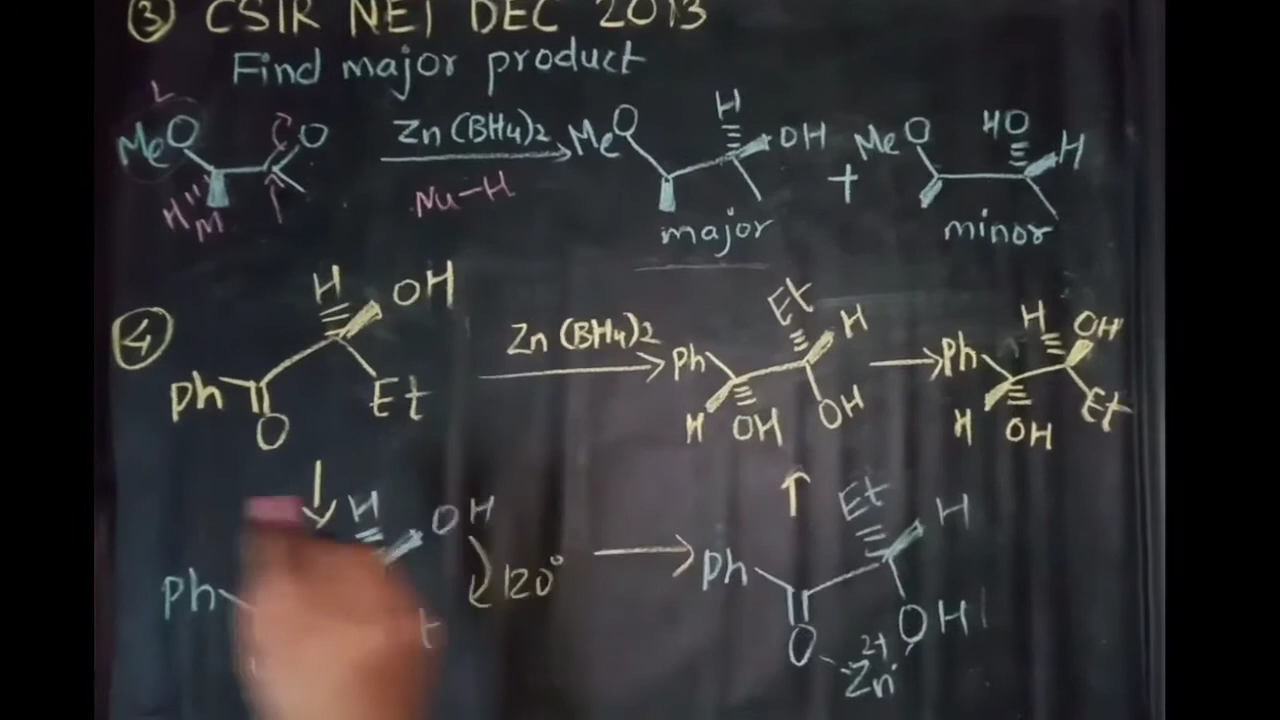 ③ CSIR NET DEC 2013
Find major product
L
MeO
O
H
M
Zn(BH4)2
Nu-H
MeO
H
OH
major
+
MeO
HO
H
minor
④
Ph
O
H
OH
Et
Zn(BH4)2
Ph
H
OH
Et
H
OH
Ph
H
OH
H
OH
Et
Ph
H
OH
120°
t
Ph
O
Et
H
OH
2+
Zn